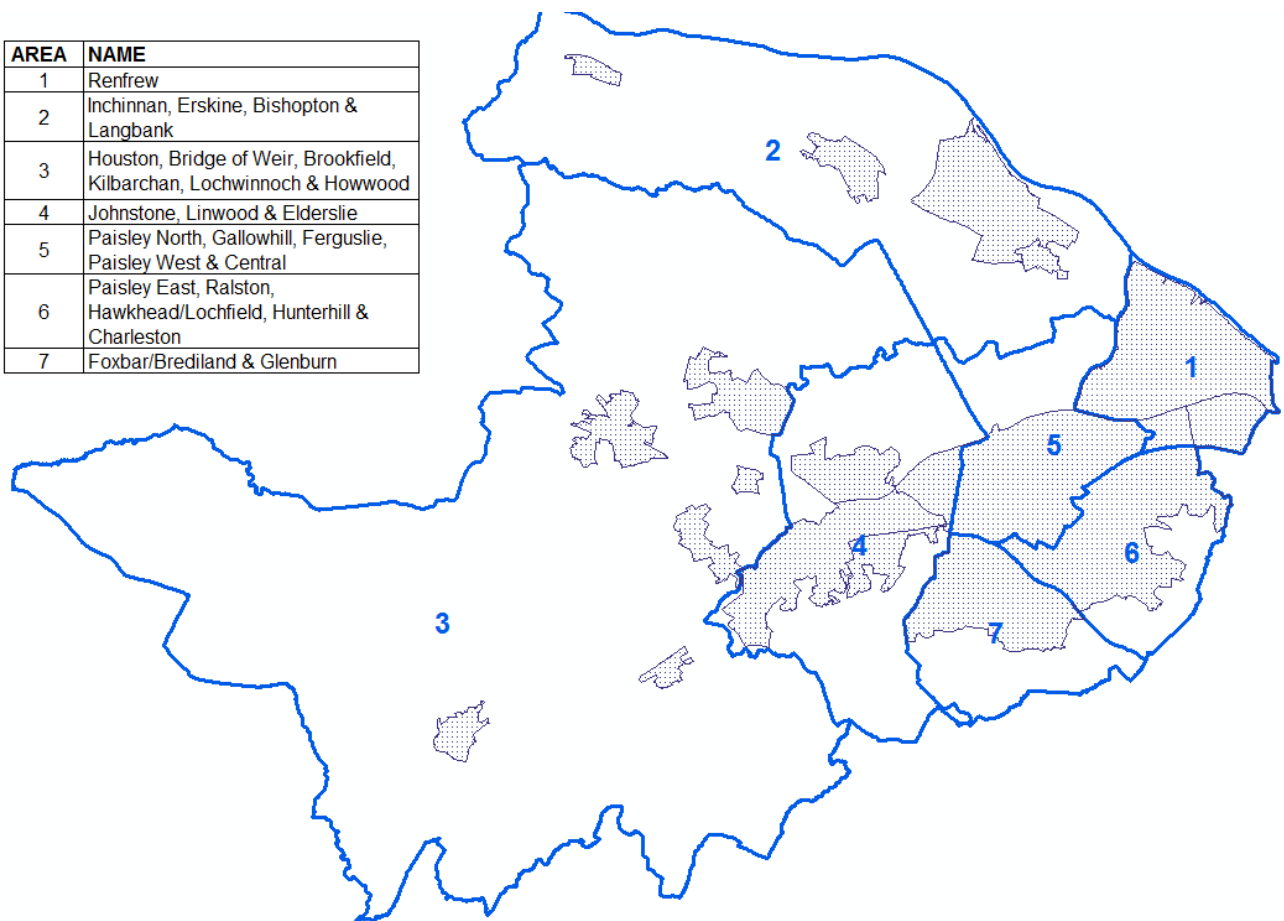 AREA NAME
1 Renfrew
2 Inchinnan, Erskine, Bishopton &
Langbank
3 Houston, Bridge of Weir, Brookfield,
Kilbarchan, Lochwinnoch & Howwood
4 Johnstone, Linwood & Elderslie
5 Paisley North, Gallowhill, Ferguslie,
Paisley West & Central
6 Paisley East, Ralston,
Hawkhead/Lochfield, Hunterhill &
Charleston
7 Foxbar/Brediland & Glenburn
2
1
5
4
6
3
7